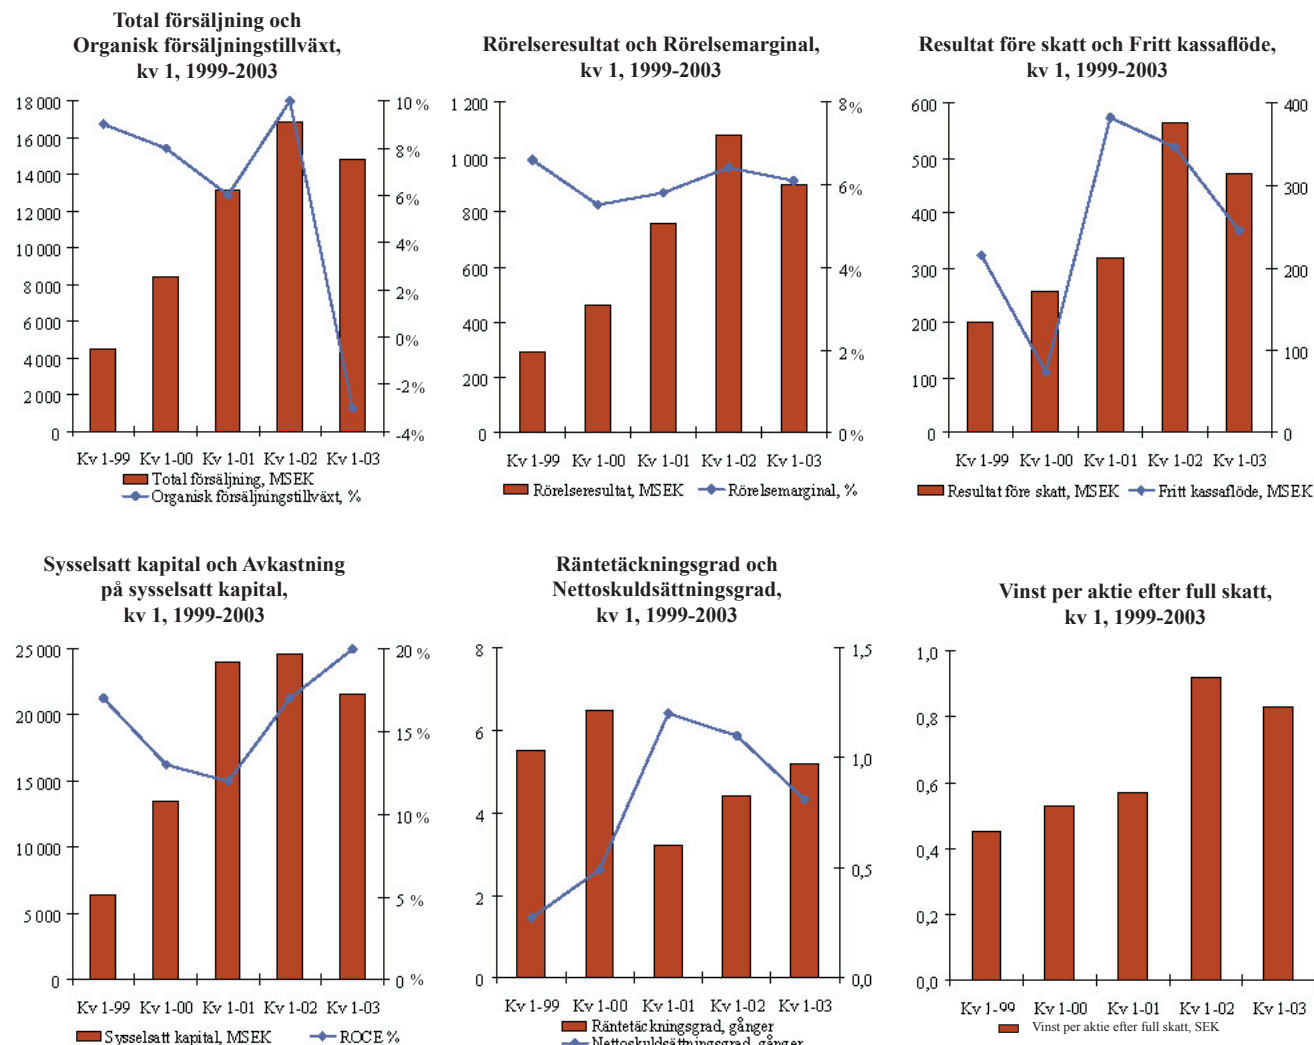 Total försäljning och
Organisk försäljningstillväxt,
kv 1, 1999-2003
18 000
16 000
14 000
12 000
10 000
8 000
6 000
4 000
2 000
0
10%
8%
6%
4%
2%
0%
-2%
-4%
Kv 1-99 Kv 1-00 Kv 1-01 Kv 1-02 Kv 1-03
Total försäljning, MSEK
Organisk försäljningstillväxt, %
Rörelseresultat och Rörelsemarginal,
kv 1, 1999-2003
1 200
1 000
800
600
400
200
0
8%
6%
4%
2%
0%
Kv 1-99 Kv 1-00 Kv 1-01 Kv 1-02 Kv 1-03
Rörelseresultat, MSEK Rörelsemarginal, %
Resultat före skatt och Fritt kassaflöde,
kv 1, 1999-2003
600
500
400
300
200
100
0
400
300
200
100
0
Kv 1-99 Kv 1-00 Kv 1-01 Kv 1-02 Kv 1-03
Resultat före skatt, MSEK Fritt kassaflöde, MSEK
Sysselsatt kapital och Avkastning
på sysselsatt kapital,
kv 1, 1999-2003
25 000
20 000
15 000
10 000
5 000
0
20 %
15 %
10 %
5 %
0 %
Kv 1-99 Kv 1-00 Kv 1-01 Kv 1-02 Kv 1-03
Sysselsatt kapital, MSEK ROCE %
Räntetäckningsgrad och
Nettoskuldsättningsgrad,
kv 1, 1999-2003
8
6
4
2
0
1,5
1,0
0,5
0,0
Kv 1-99 Kv 1-00 Kv 1-01 Kv 1-02 Kv 1-03
Räntetäckningsgrad, gånger
Nettoskuldsättningsgrad, gånger
Vinst per aktie efter full skatt,
kv 1, 1999-2003
1,0
0,8
0,6
0,4
0,2
0,0
Kv 1-99 Kv 1-00 Kv 1-01 Kv 1-02 Kv 1-03
Vinst per aktie efter full skatt, SEK